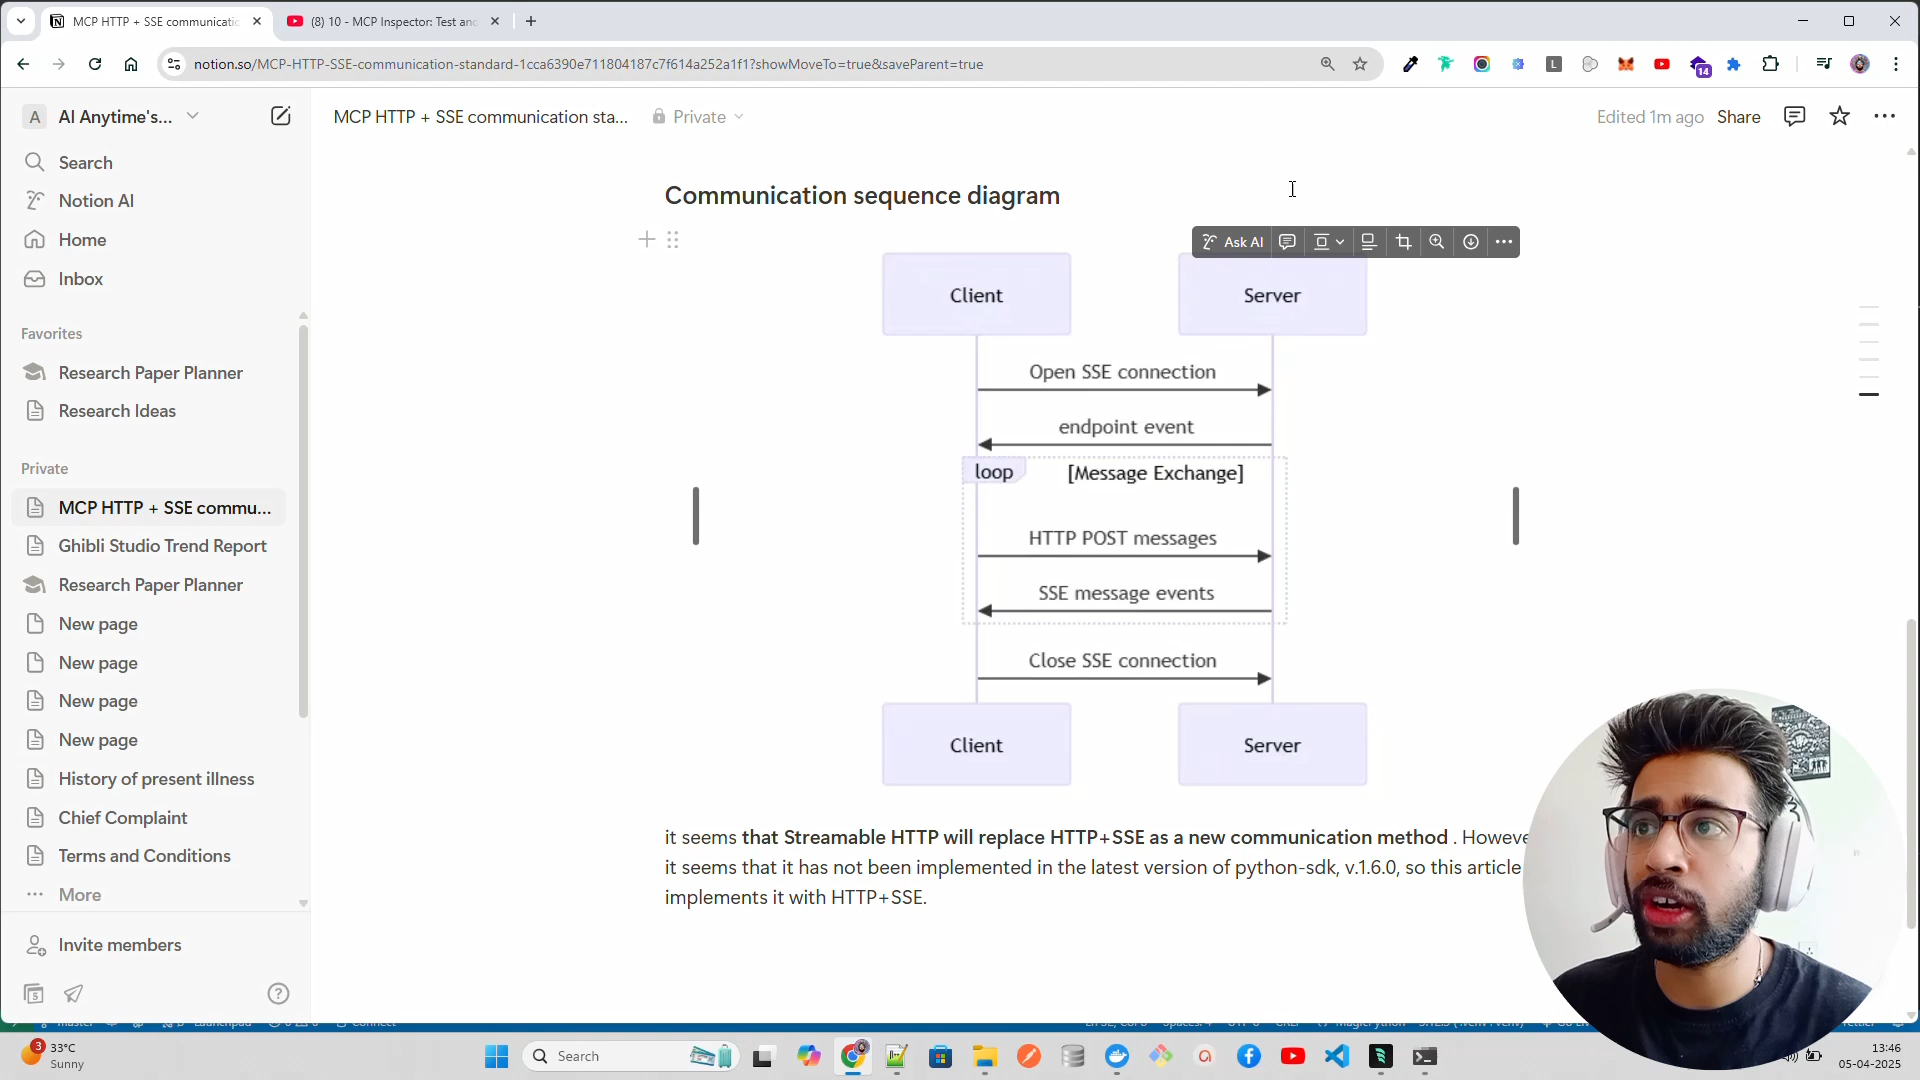 MCP HTTP + SSE communicatio
(8) 10 - MCP Inspector: Test and
notion.so/MCP-HTTP-SSE-communication-standard-1cca6390e711804187c7f614a252a1f1?showMoveTo=true&saveParent=true
L
14
A
AI Anytime's...
MCP HTTP + SSE communication sta...
Private
Edited 1m ago
Share
Search
Notion AI
Home
Inbox
Favorites
Research Paper Planner
Research Ideas
Private
MCP HTTP + SSE commu...
Ghibli Studio Trend Report
Research Paper Planner
New page
New page
New page
New page
History of present illness
Chief Complaint
Terms and Conditions
More
Invite members
5
?
Communication sequence diagram
Ask AI
Client
Server
Open SSE connection
endpoint event
loop
[Message Exchange]
HTTP POST messages
SSE message events
Close SSE connection
Client
Server
it seems that Streamable HTTP will replace HTTP+SSE as a new communication method . Howeve
it seems that it has not been implemented in the latest version of python-sdk, v.1.6.0, so this article
implements it with HTTP+SSE.
3
33°C
Sunny
Search
13:46
05-04-2025